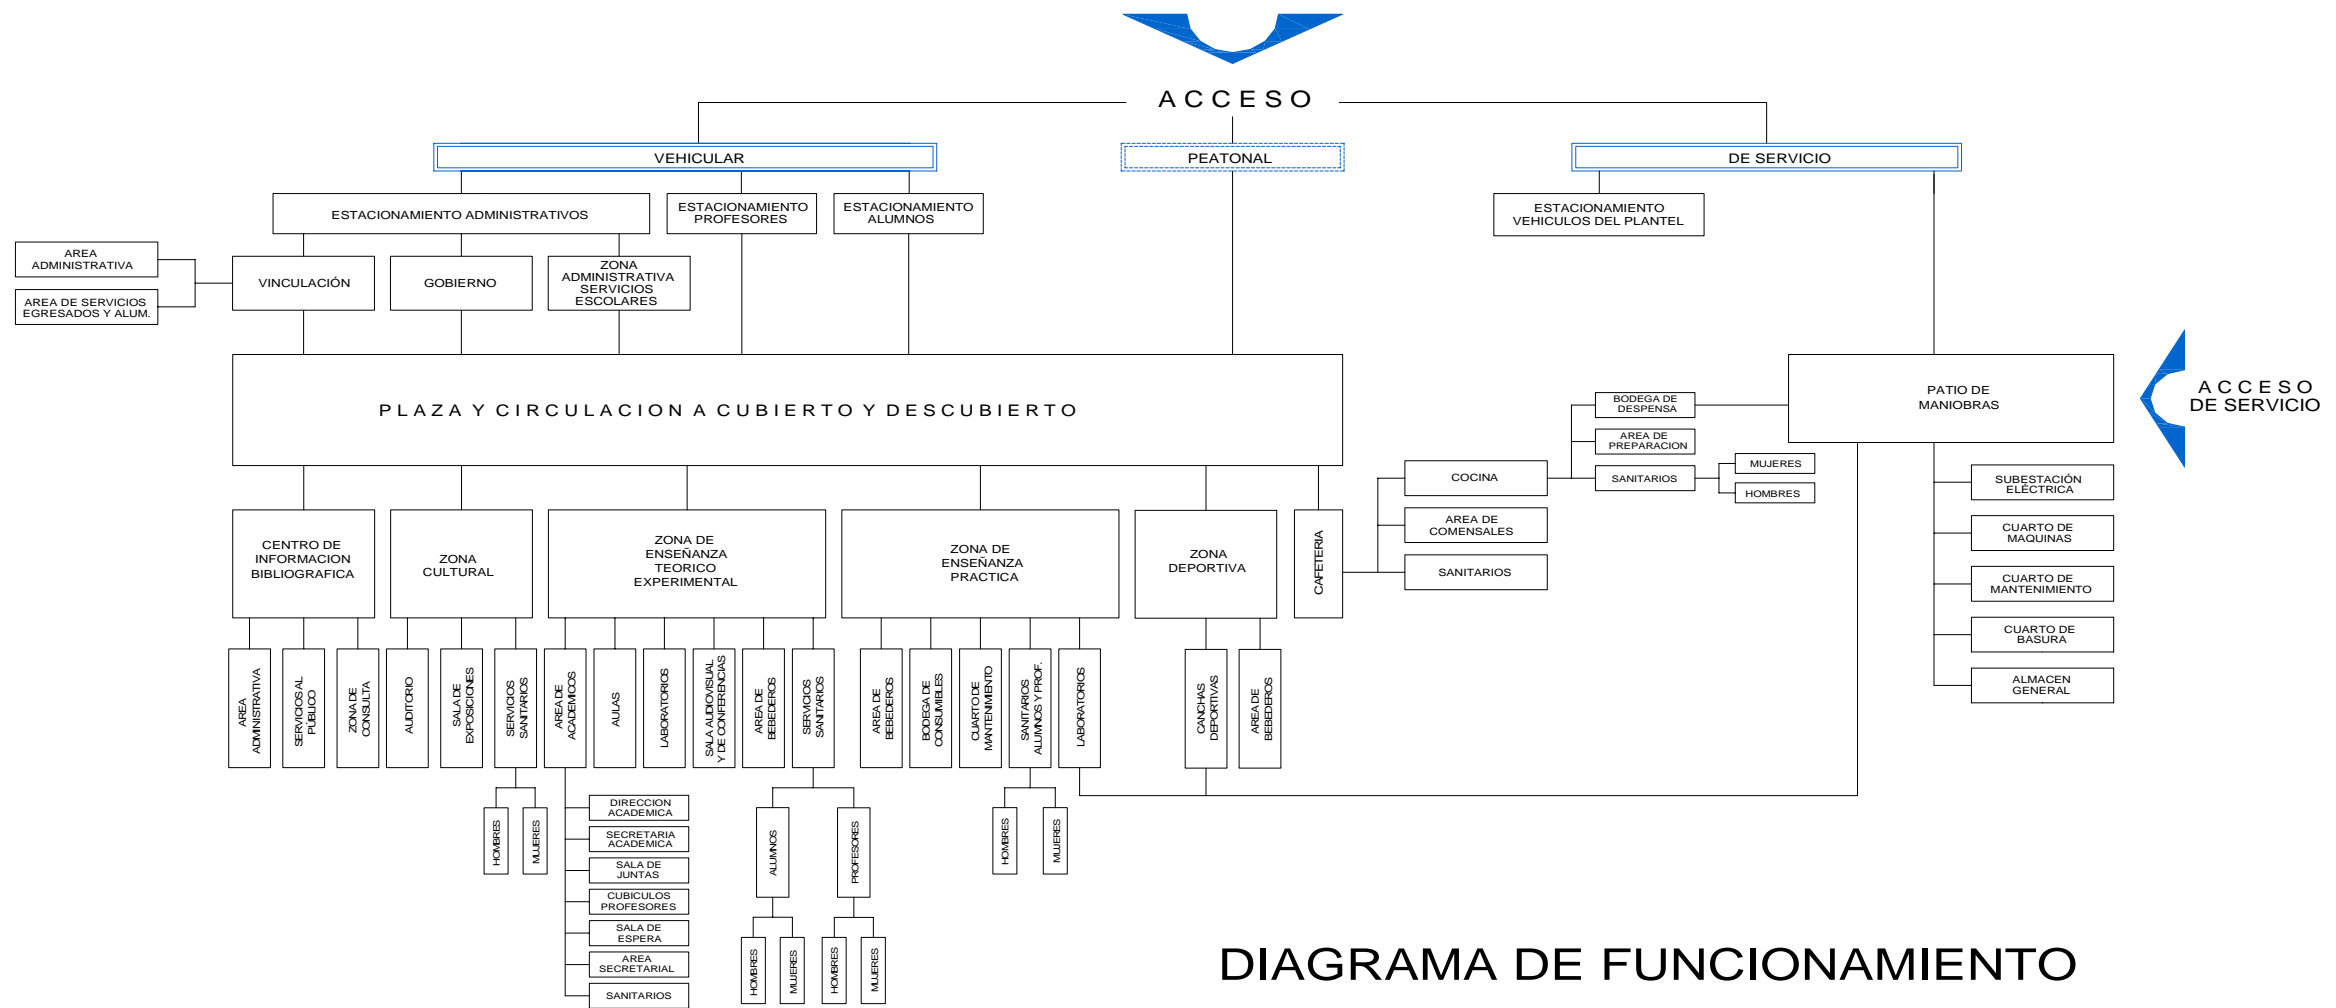 ACCESO
VEHICULAR
PEATONAL
DE SERVICIO
ESTACIONAMIENTO ADMINISTRATIVOS
ESTACIONAMIENTO
PROFESORES
ESTACIONAMIENTO
ALUMNOS
ESTACIONAMIENTO
VEHICULOS DEL PLANTEL
AREA
ADMINISTRATIVA
AREA DE SERVICIOS
EGRESADOS Y ALUM.
VINCULACIÓN
GOBIERNO
ZONA
ADMINISTRATIVA
SERVICIOS
ESCOLARES
PLAZA Y CIRCULACION A CUBIERTO Y DESCUBIERTO
PATIO DE
MANIOBRAS
ACCESO
DE SERVICIO
BODEGA DE
DESPENSA
AREA DE
PREPARACION
SANITARIOS
MUJERES
HOMBRES
COCINA
AREA DE
COMENSALES
SANITARIOS
SUBESTACIÓN
ELÉCTRICA
CUARTO DE
MAQUINAS
CUARTO DE
MANTENIMIENTO
CUARTO DE
BASURA
ALMACEN
GENERAL
CENTRO DE
INFORMACION
BIBLIOGRAFICA
ZONA
CULTURAL
ZONA DE
ENSEÑANZA
TEORICO
EXPERIMENTAL
ZONA DE
ENSEÑANZA
PRACTICA
ZONA
DEPORTIVA
CAFETERIA
AREA
ADMINISTRATIVA
SERVICIOS AL
PUBLICO
ZONA DE
CONSULTA
AUDITORIO
SALA DE
EXPOSICIONES
SERVICIOS
SANITARIOS
AREA DE
ACADEMICOS
AULAS
LABORATORIOS
SALA AUDIOVISUAL
Y DE CONFERENCIAS
AREA DE
BEBEDEROS
SERVICIOS
SANITARIOS
AREA DE
BEBEDEROS
BODEGA DE
CONSUMIBLES
CUARTO DE
MANTENIMIENTO
SANITARIOS
ALUMNOS Y PROF.
LABORATORIOS
CANCHAS
DEPORTIVAS
AREA DE
BEBEDEROS
HOMBRES
MUJERES
DIRECCION
ACADEMICA
SECRETARIA
ACADEMICA
SALA DE
JUNTAS
CUBICULOS
PROFESORES
SALA DE
ESPERA
AREA
SECRETARIAL
SANITARIOS
ALUMNOS
PROFESORES
HOMBRES
MUJERES
HOMBRES
MUJERES
HOMBRES
MUJERES
DIAGRAMA DE FUNCIONAMIENTO